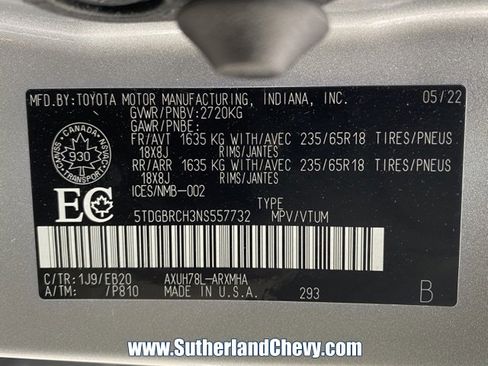 MFD.BY:TOYOTA MOTOR MANUFACTURING, INDIANA, INC. 05/22
GVWR/PNBV:2720KG
GAWR/PNBE:
FR/AVT 1635 KG WITH/AVEC 235/65R18 TIRES/PNEUS
18X8J RIMS/JANTES
RR/ARR 1635 KG WITH/AVEC 235/65R18 TIRES/PNEUS
18X8J RIMS/JANTES
ICES/NMB-002
CANADA
930
EC
TYPE
5TDGBRCH3NS557732 MPV/VTUM
C/TR:1J9/EB20 AXUH78L-ARXMHA
A/TM: /P810 MADE IN U.S.A. 293 B
www.SutherlandChevy.com